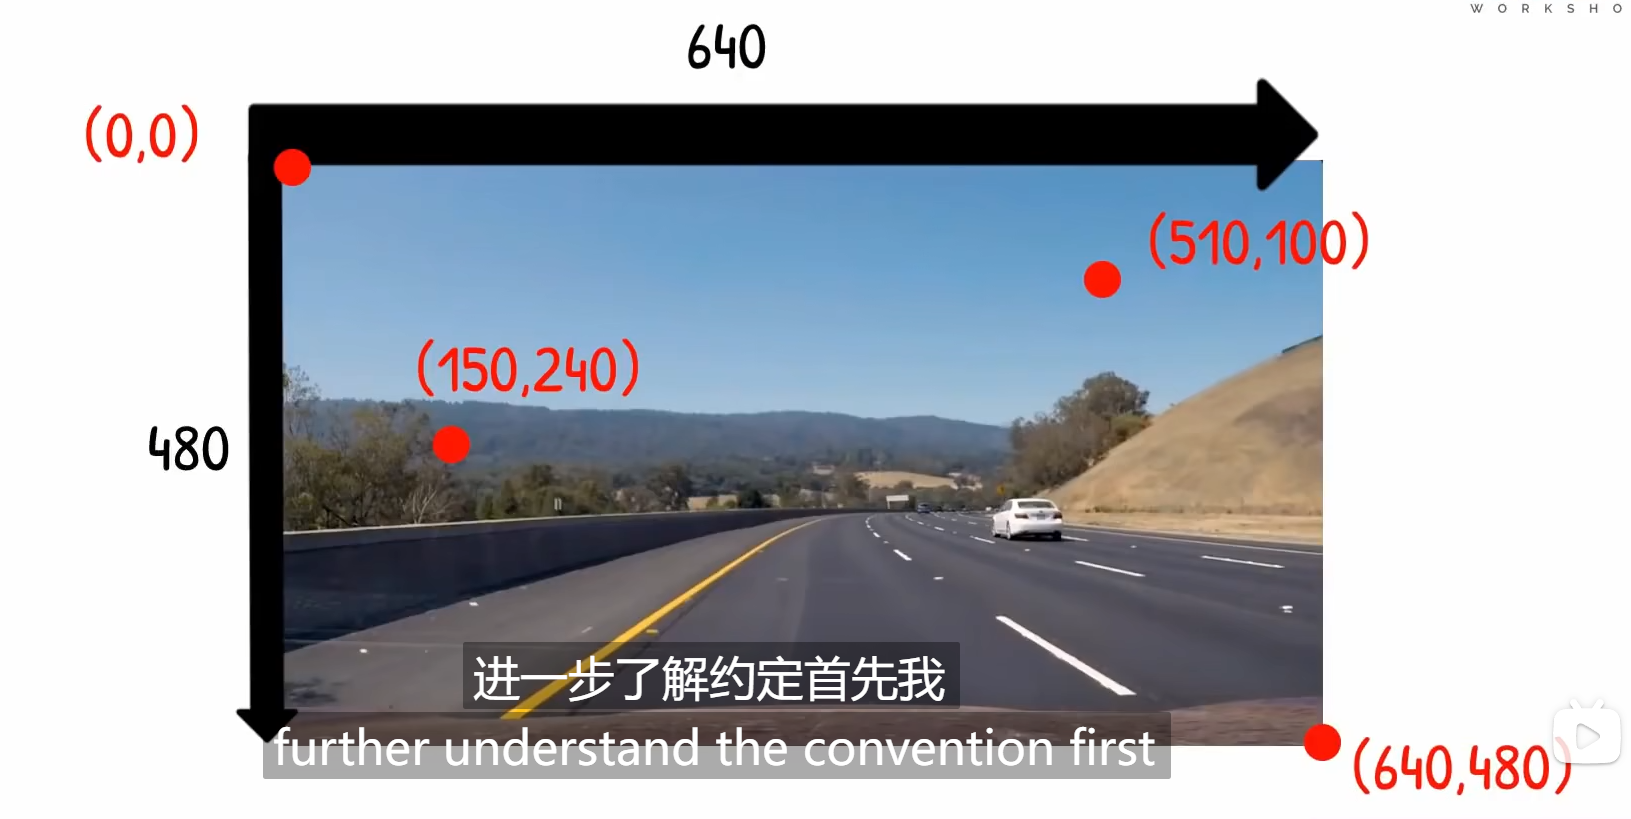 WORKSHO
640
(0,0)
(510,100)
(150,240)
480
进一步了解约定首先我
further understand the convention first
(640,480)